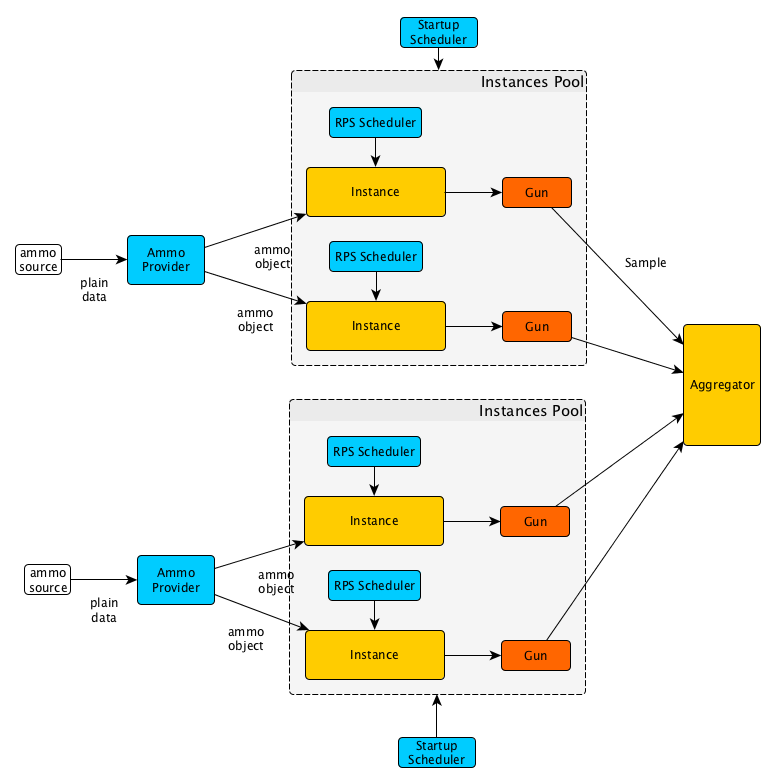 Startup
Scheduler
Instances Pool
RPS Scheduler
Instance
Gun
ammo
source
plain
data
Ammo
Provider
ammo
object
ammo
object
RPS Scheduler
Instance
Gun
Sample
Aggregator
Instances Pool
RPS Scheduler
Instance
Gun
ammo
source
plain
data
Ammo
Provider
ammo
object
ammo
object
RPS Scheduler
Instance
Gun
Startup
Scheduler